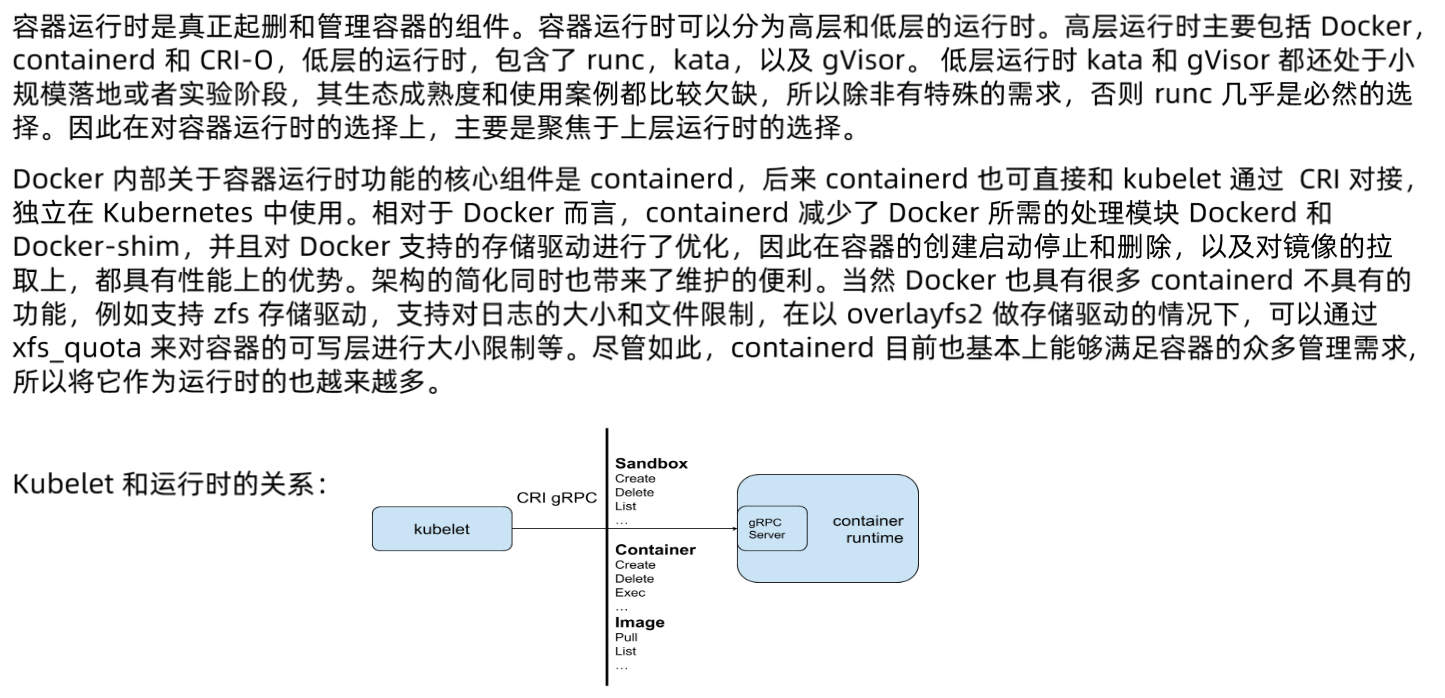 容器运行时是真正起删和管理容器的组件。容器运行时可以分为高层和低层的运行时。高层运行时主要包括 Docker，
containerd 和 CRI-O，低层的运行时，包含了 runc，kata，以及 gVisor。 低层运行时 kata 和 gVisor 都还处于小
规模落地或者实验阶段，其生态成熟度和使用案例都比较欠缺，所以除非有特殊的需求，否则 runc 几乎是必然的选
择。因此在对容器运行时的选择上，主要是聚焦于上层运行时的选择。
Docker 内部关于容器运行时功能的核心组件是 containerd，后来 containerd 也可直接和 kubelet 通过  CRI 对接，
独立在 Kubernetes 中使用。相对于 Docker 而言，containerd 减少了 Docker 所需的处理模块 Dockerd 和
Docker-shim，并且对 Docker 支持的存储驱动进行了优化，因此在容器的创建启动停止和删除，以及对镜像的拉
取上，都具有性能上的优势。架构的简化同时也带来了维护的便利。当然 Docker 也具有很多 containerd 不具有的
功能，例如支持 zfs 存储驱动，支持对日志的大小和文件限制，在以 overlayfs2 做存储驱动的情况下，可以通过
xfs_quota 来对容器的可写层进行大小限制等。尽管如此，containerd 目前也基本上能够满足容器的众多管理需求，
所以将它作为运行时的也越来越多。
Kubelet 和运行时的关系：
kubelet
CRI gRPC
Sandbox
Create
Delete
List
...
Container
Create
Delete
Exec
...
Image
Pull
List
...
gRPC
Server
container
runtime